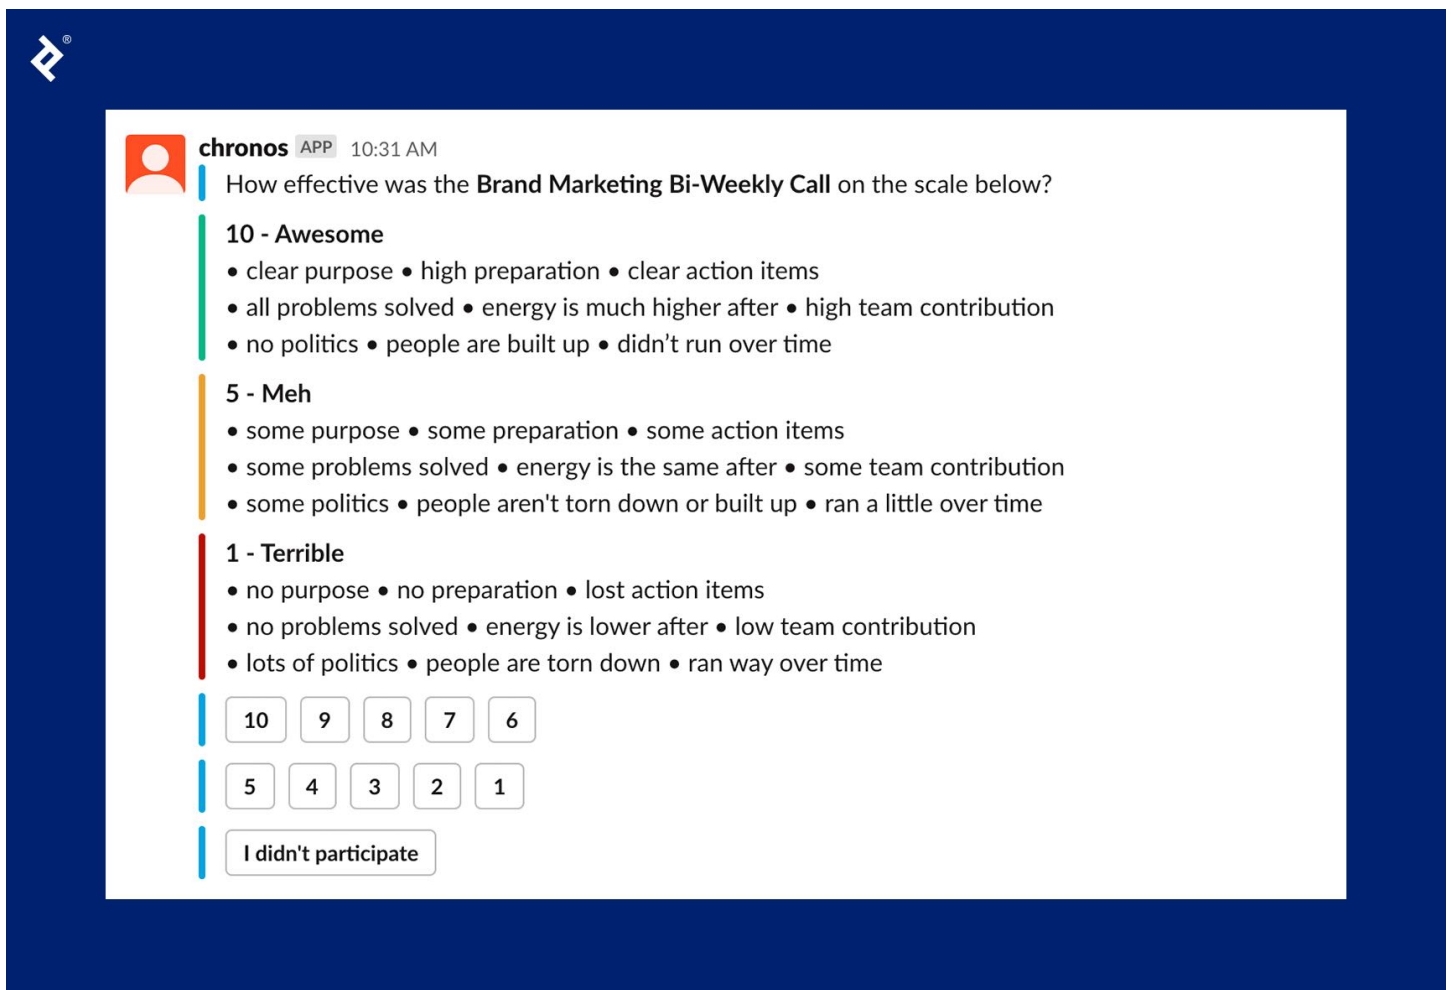 ®
chronos APP 10:31 AM
How effective was the Brand Marketing Bi-Weekly Call on the scale below?
10 - Awesome
• clear purpose • high preparation • clear action items
• all problems solved • energy is much higher after • high team contribution
• no politics • people are built up • didn’t run over time
5 - Meh
• some purpose • some preparation • some action items
• some problems solved • energy is the same after • some team contribution
• some politics • people aren't torn down or built up • ran a little over time
1 - Terrible
• no purpose • no preparation • lost action items
• no problems solved • energy is lower after • low team contribution
• lots of politics • people are torn down • ran way over time
10 9 8 7 6
5 4 3 2 1
I didn't participate